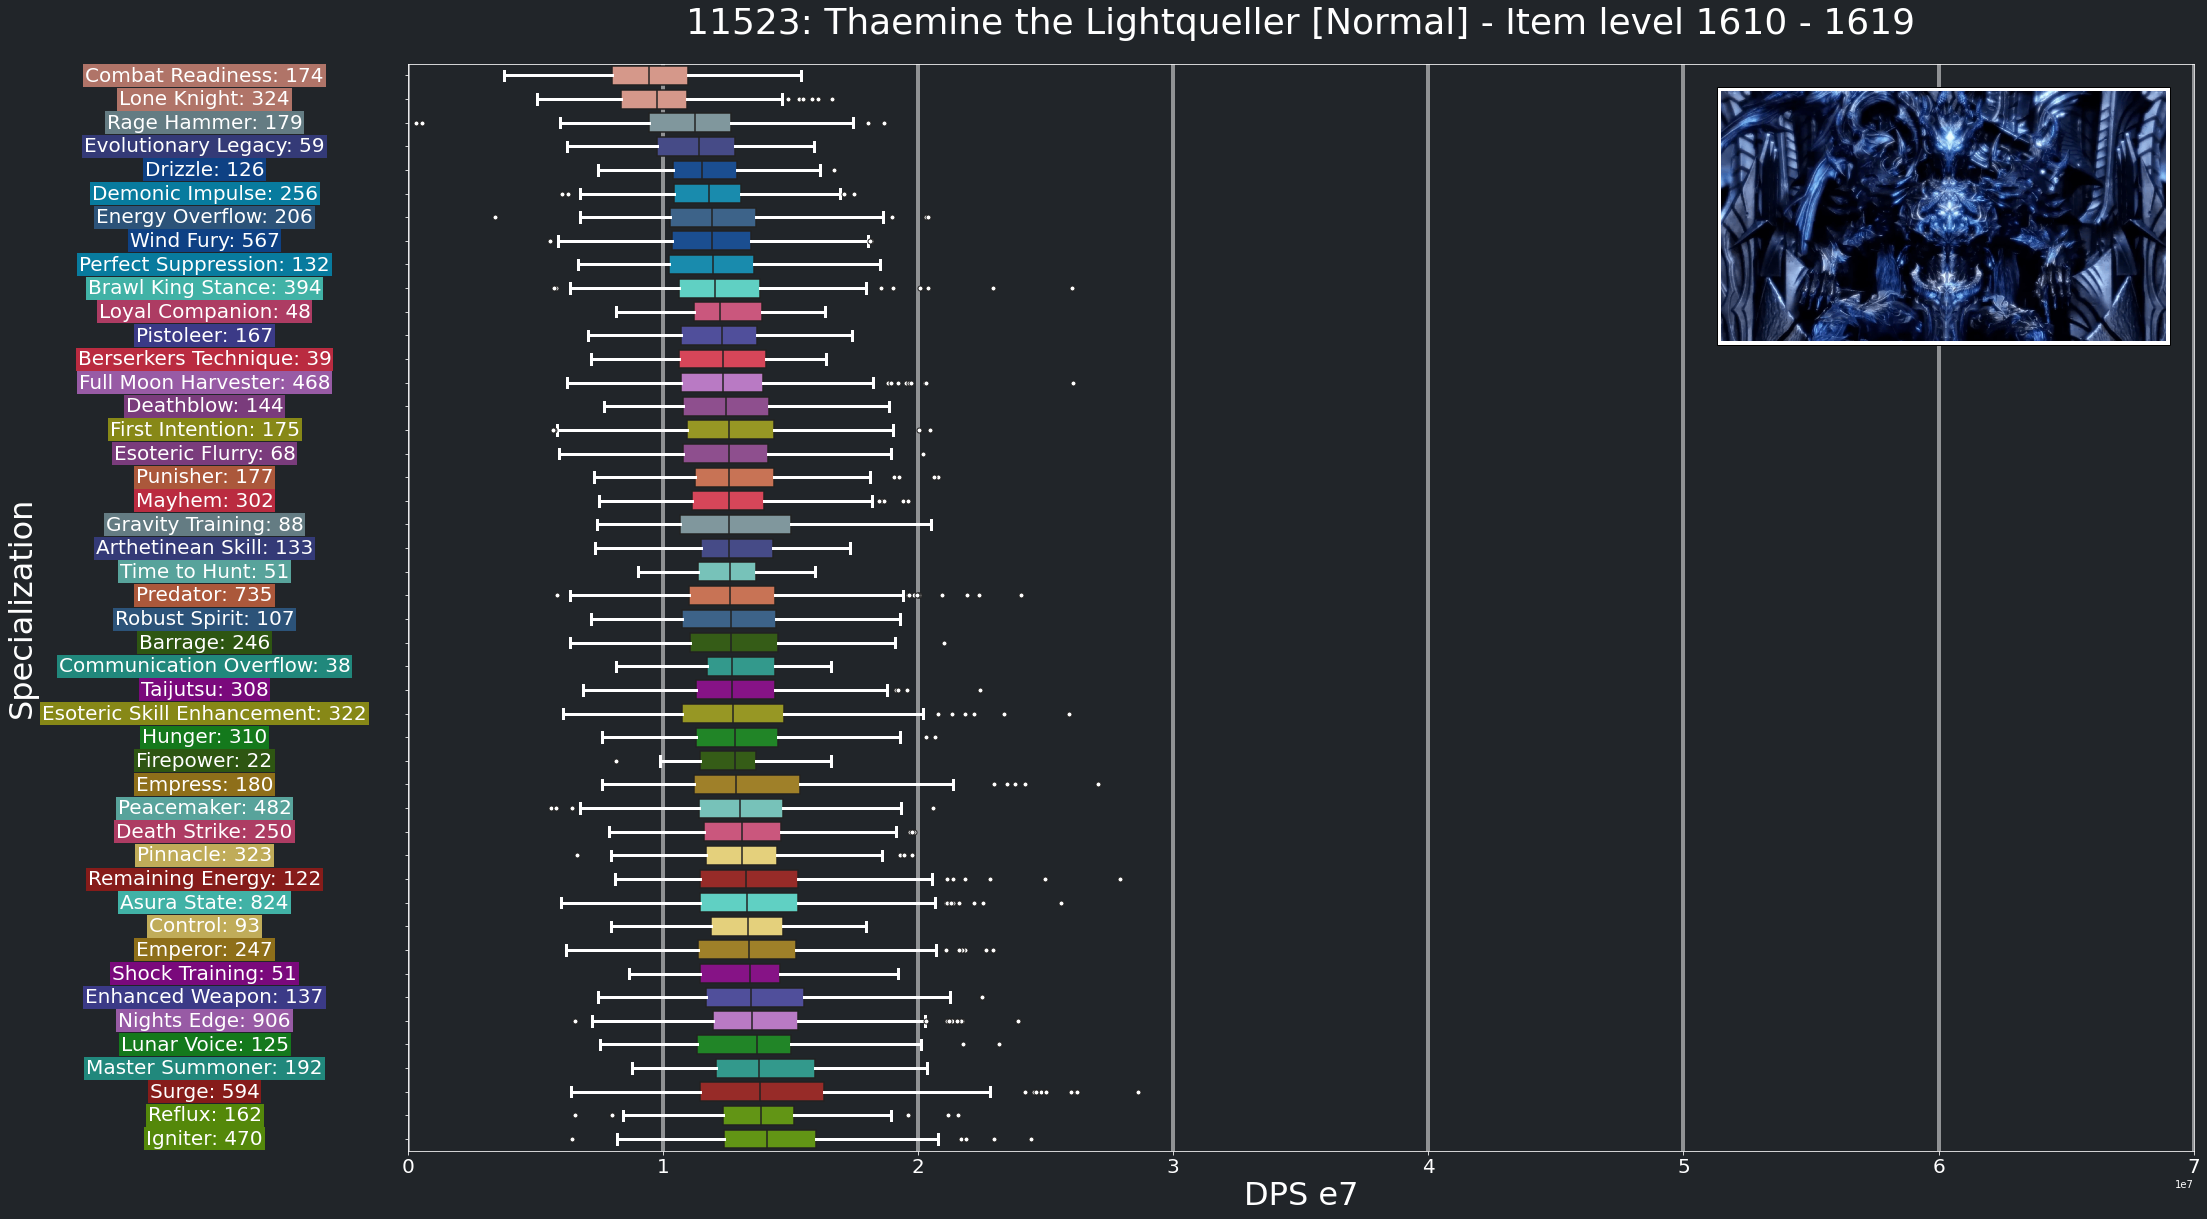 11523: Thaemine the Lightqueller [Normal] - Item level 1610 - 1619
Specialization
Combat Readiness: 174
Lone Knight: 324
Rage Hammer: 179
Evolutionary Legacy: 59
Drizzle: 126
Demonic Impulse: 256
Energy Overflow: 206
Wind Fury: 567
Perfect Suppression: 132
Brawl King Stance: 394
Loyal Companion: 48
Pistoleer: 167
Berserkers Technique: 39
Full Moon Harvester: 468
Deathblow: 144
First Intention: 175
Esoteric Flurry: 68
Punisher: 177
Mayhem: 302
Gravity Training: 88
Arthetinean Skill: 133
Time to Hunt: 51
Predator: 735
Robust Spirit: 107
Barrage: 246
Communication Overflow: 38
Taijutsu: 308
Esoteric Skill Enhancement: 322
Hunger: 310
Firepower: 22
Empress: 180
Peacemaker: 482
Death Strike: 250
Pinnacle: 323
Remaining Energy: 122
Asura State: 824
Control: 93
Emperor: 247
Shock Training: 51
Enhanced Weapon: 137
Nights Edge: 906
Lunar Voice: 125
Master Summoner: 192
Surge: 594
Reflux: 162
Igniter: 470
0 1 2 3 4 5 6 7
1e7
DPS e7